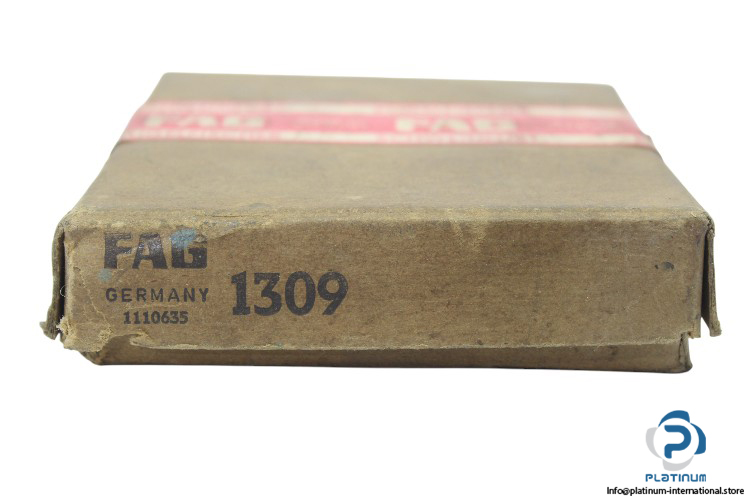 FAG FAG
FAG
GERMANY 1309
1110635
PLATINUM
Info@platinum-international.store